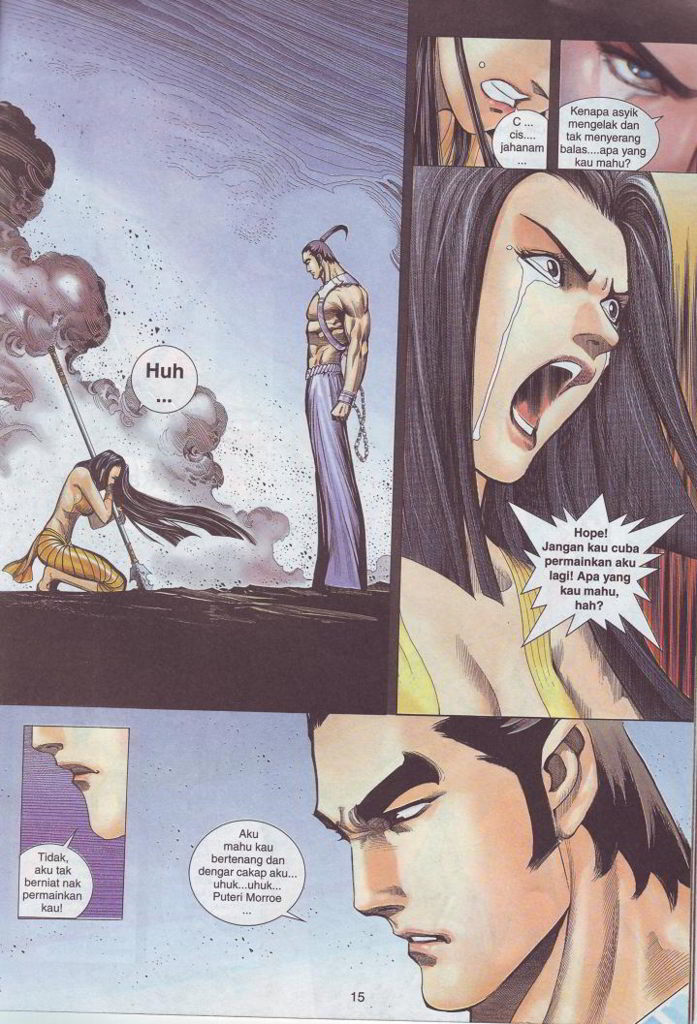 Huh
...
C ...
cis....
jahanam
...
Kenapa asyik
mengelak dan
tak menyerang
balas....apa yang
kau mahu?
Hope!
Jangan kau cuba
permainkan aku
lagi! Apa yang
kau mahu,
hah?
Tidak,
aku tak
berniat nak
permainkan
kau!
Aku
mahu kau
bertenang dan
dengar cakap aku...
uhuk...uhuk...
Puteri Morroe
...
15